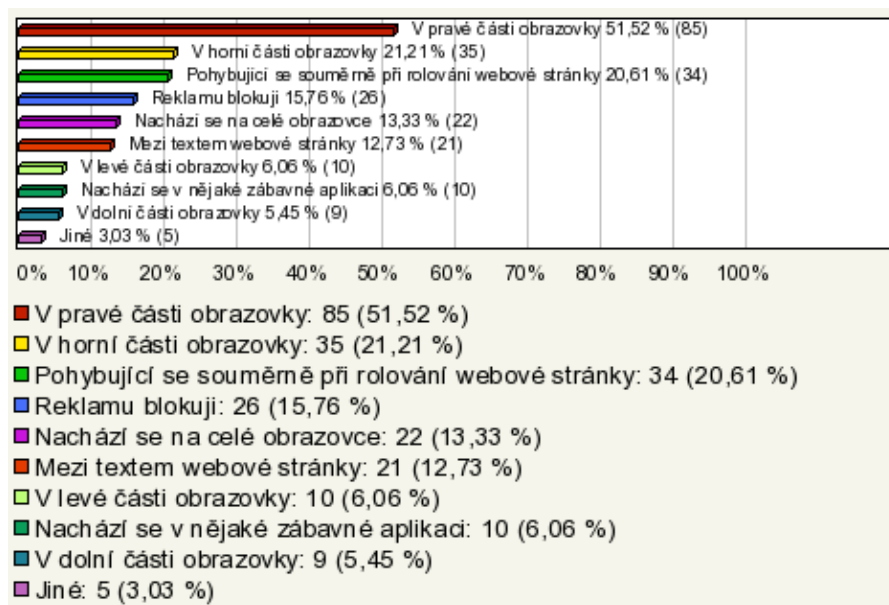 V pravé části obrazovky 51,52 % (85)
V horní části obrazovky 21,21 % (35)
Pohybující se souměrně při rolování webové stránky 20,61 % (34)
Reklamu blokuji 15,76 % (26)
Nachází se na celé obrazovce 13,33 % (22)
Mezi textem webové stránky 12,73 % (21)
V levé části obrazovky 6,06 % (10)
Nachází se v nějaké zábavné aplikaci 6,06 % (10)
V dolní části obrazovky 5,45 % (9)
Jiné 3,03 % (5)
0% 10% 20% 30% 40% 50% 60% 70% 80% 90% 100%
V pravé části obrazovky: 85 (51,52 %)
V horní části obrazovky: 35 (21,21 %)
Pohybující se souměrně při rolování webové stránky: 34 (20,61 %)
Reklamu blokuji: 26 (15,76 %)
Nachází se na celé obrazovce: 22 (13,33 %)
Mezi textem webové stránky: 21 (12,73 %)
V levé části obrazovky: 10 (6,06 %)
Nachází se v nějaké zábavné aplikaci: 10 (6,06 %)
V dolní části obrazovky: 9 (5,45 %)
Jiné: 5 (3,03 %)